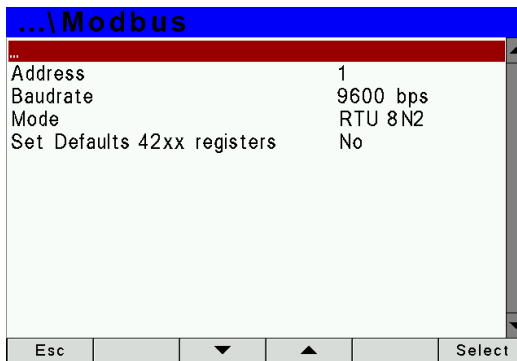 ...\Modbus
...
Address 1
Baudrate 9600 bps
Mode RTU 8N2
Set Defaults 42xx registers No
Esc Select